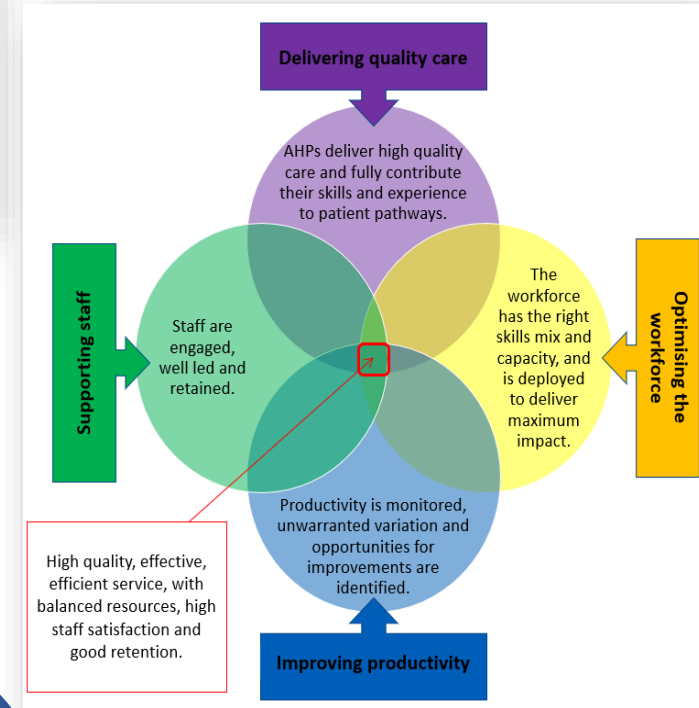 Delivering quality care
AHPs deliver high quality
care and fully contribute
their skills and experience
to patient pathways.
Supporting staff
Staff are
engaged,
well led and
retained.
The
workforce
has the right
skills mix and
capacity, and
is deployed
to deliver
maximum
impact.
Optimising the
workforce
Productivity is monitored,
unwarranted variation and
opportunities for
improvements are
identified.
High quality, effective,
efficient service, with
balanced resources, high
staff satisfaction and
good retention.
Improving productivity